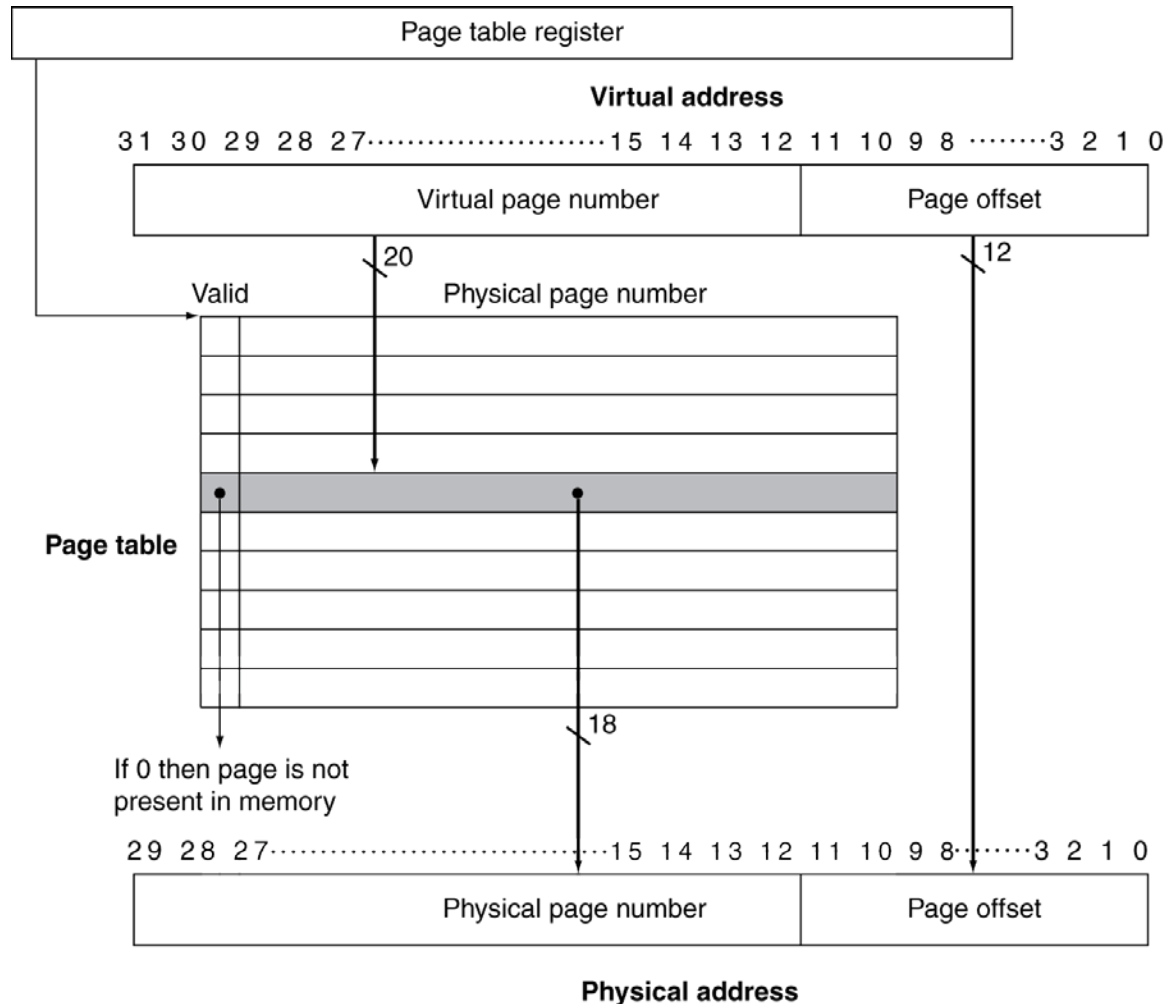 Page table register
Virtual address
31 30 29 28 27........................15 14 13 12 11 10 9 8 ........3 2 1 0
Virtual page number
Page offset
20
12
Valid
Physical page number
Page table
18
If 0 then page is not
present in memory
29 28 27..................................15 14 13 12 11 10 9 8........3 2 1 0
Physical page number
Page offset
Physical address